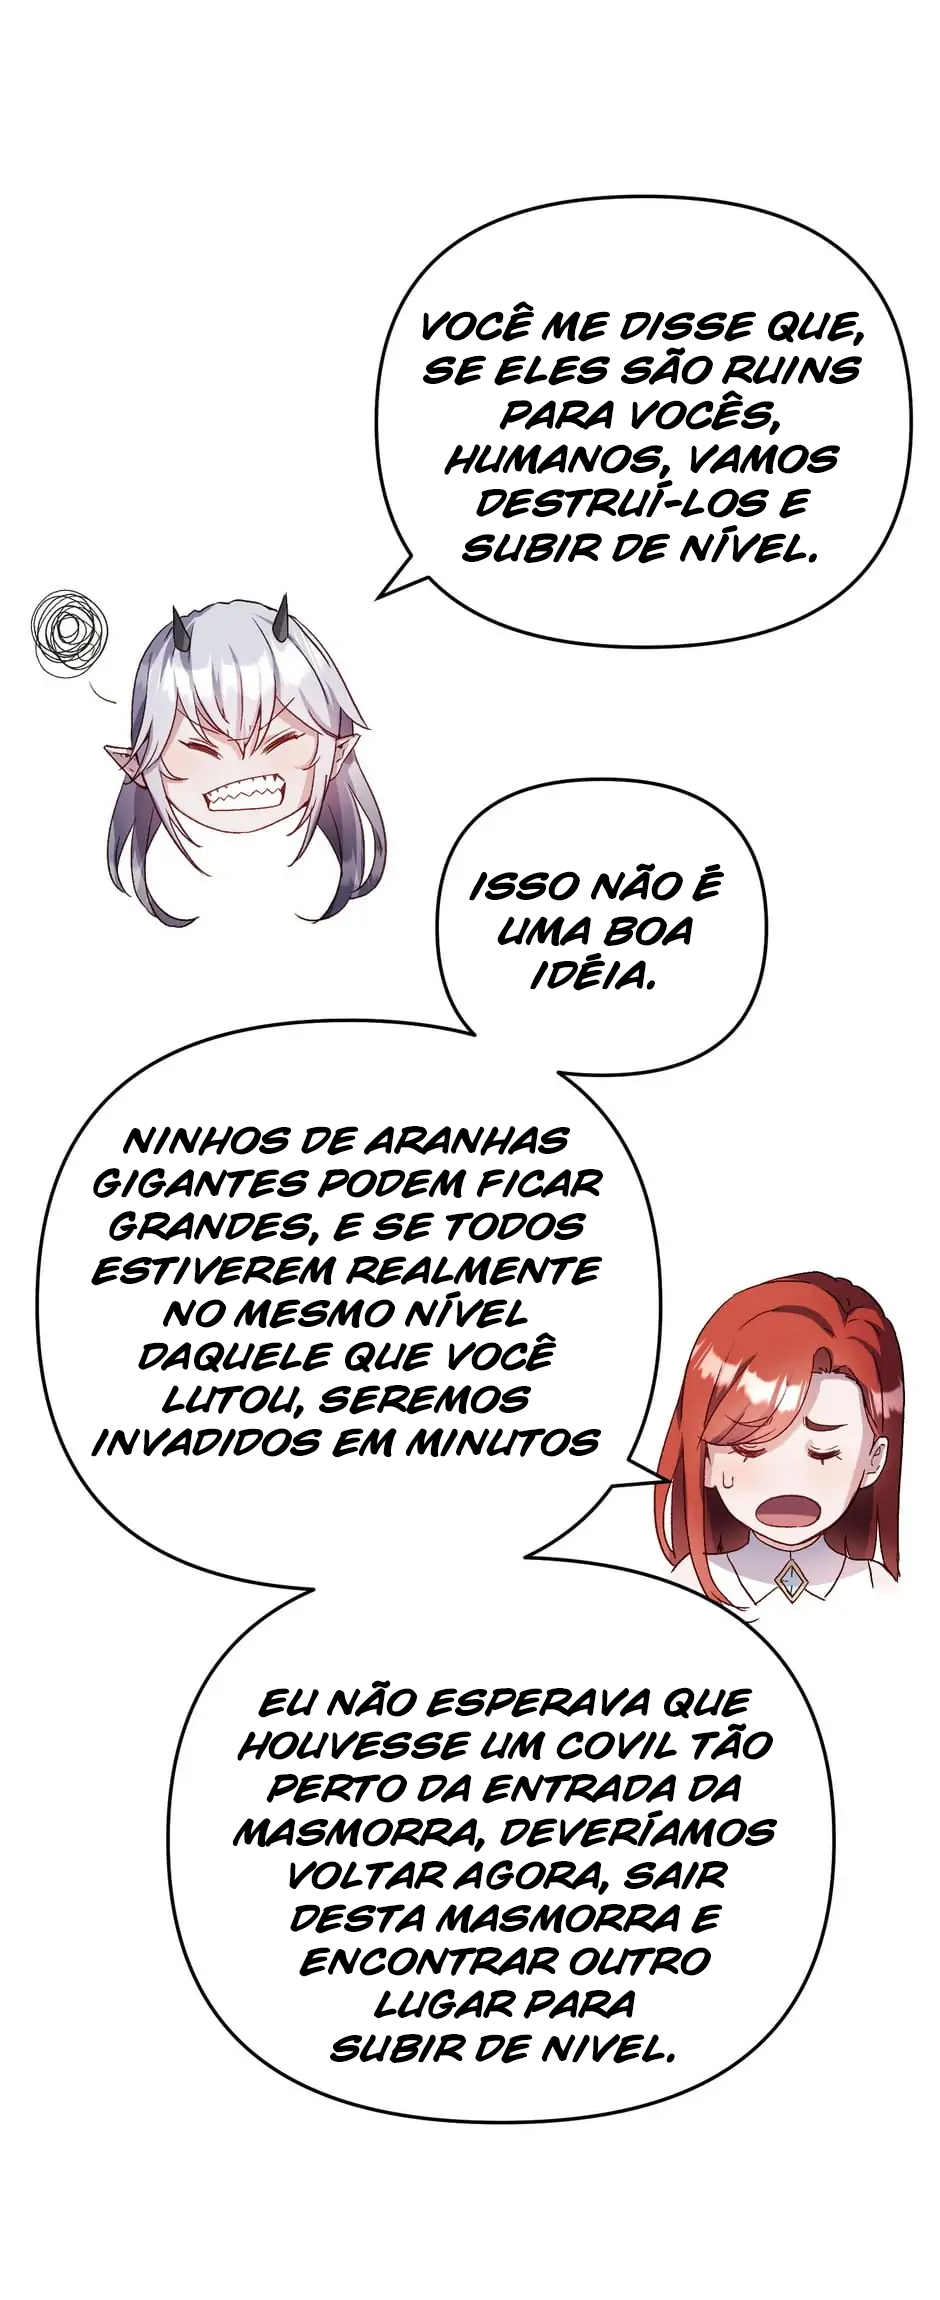 VOCÊ ME DISSE QUE,
SE ELES SÃO RUINS
PARA VOCÊS,
HUMANOS, VAMOS
DESTRUÍ-LOS E
SUBIR DE NÍVEL.
ISSO NÃO É
UMA BOA
IDÉIA.
NINHOS DE ARANHAS
GIGANTES PODEM FICAR
GRANDES, E SE TODOS
ESTIVEREM REALMENTE
NO MESMO NÍVEL
DAQUELE QUE VOCÊ
LUTOU, SEREMOS
INVADIDOS EM MINUTOS
EU NÃO ESPERAVA QUE
HOUVESSE UM COVIL TÃO
PERTO DA ENTRADA DA
MASMORRA, DEVERÍAMOS
VOLTAR AGORA, SAIR
DESTA MASMORRA E
ENCONTRAR OUTRO
LUGAR PARA
SUBIR DE NIVEL.